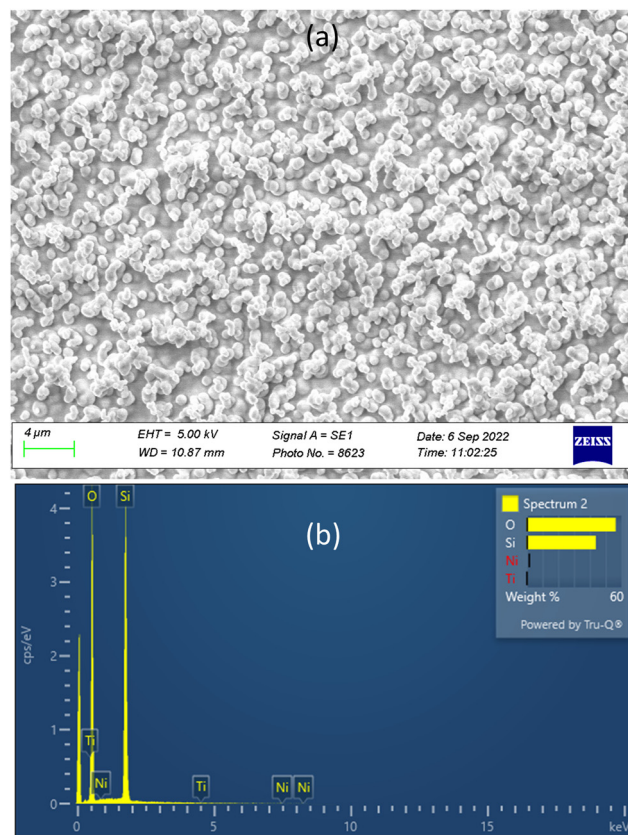 (a)
4 µm
EHT = 5.00 kV Signal A = SE1 Date: 6 Sep 2022
WD = 10.87 mm Photo No. = 8623 Time: 11:02:25
ZEISS
(b)
4
3
2
1
0
cps/eV
O
Si
Ti
Ni
Ti
Ni
Ni
0 5 10 15 keV
Spectrum 2
O
Si
Ni
Ti
Weight % 60
Powered by Tru-Q®